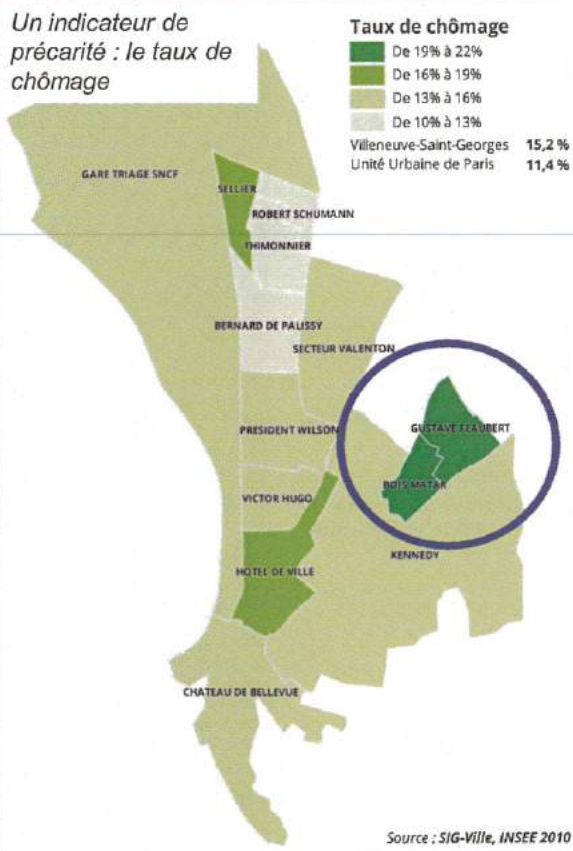 Un indicateur de
précarité : le taux de
chômage
Taux de chômage
De 19% à 22%
De 16% à 19%
De 13% à 16%
De 10% à 13%
Villeneuve-Saint-Georges 15,2 %
Unité Urbaine de Paris 11,4 %
GARE TRIAGE SNCF
SELLIER
ROBERT SCHUMANN
THIMONNIER
BERNARD DE PALISSY
SECTEUR VALENTON
PRESIDENT WILSON
GUSTAVE FLAUBERT
BOIS MATAR
VICTOR HUGO
KENNEDY
HOTEL DE VILLE
CHATEAU DE BELLEVUE
Source : SIG-Ville, INSEE 2010